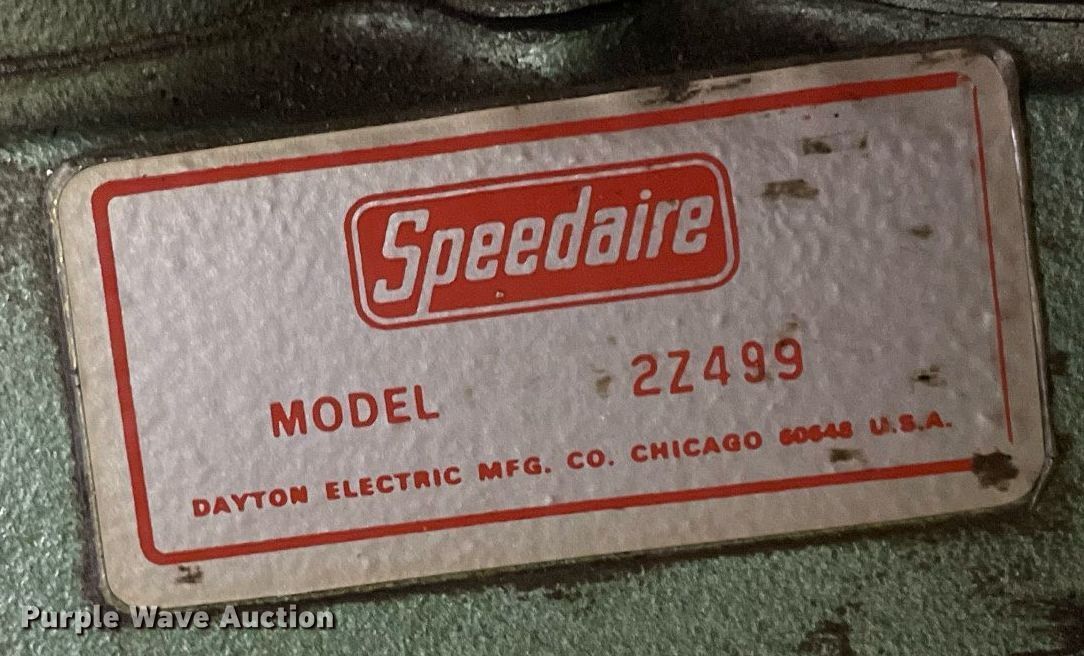 Speedaire
MODEL 2Z499
DAYTON ELECTRIC MFG. CO. CHICAGO 60648 U.S.A.
Purple Wave Auction